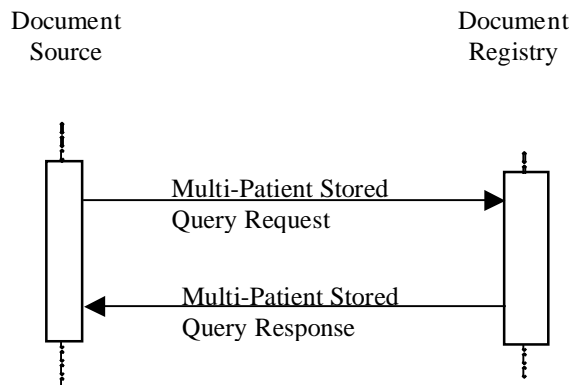 Document
Source
Document
Registry
Multi-Patient Stored
Query Request
Multi-Patient Stored
Query Response